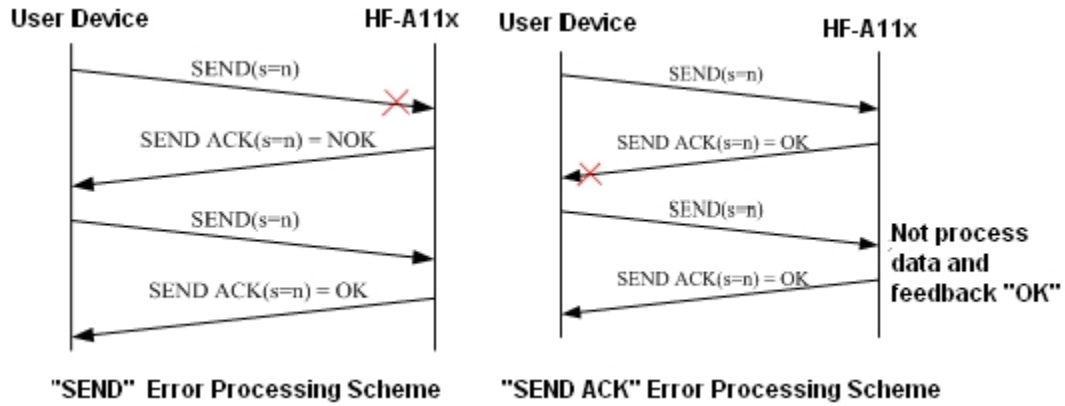 User Device
HF-A11x
SEND(s=n)
SEND ACK(s=n) = NOK
SEND(s=n)
SEND ACK(s=n) = OK
"SEND" Error Processing Scheme
User Device
HF-A11x
SEND(s=n)
SEND ACK(s=n) = OK
SEND(s=n)
Not process
data and
feedback "OK"
SEND ACK(s=n) = OK
"SEND ACK" Error Processing Scheme